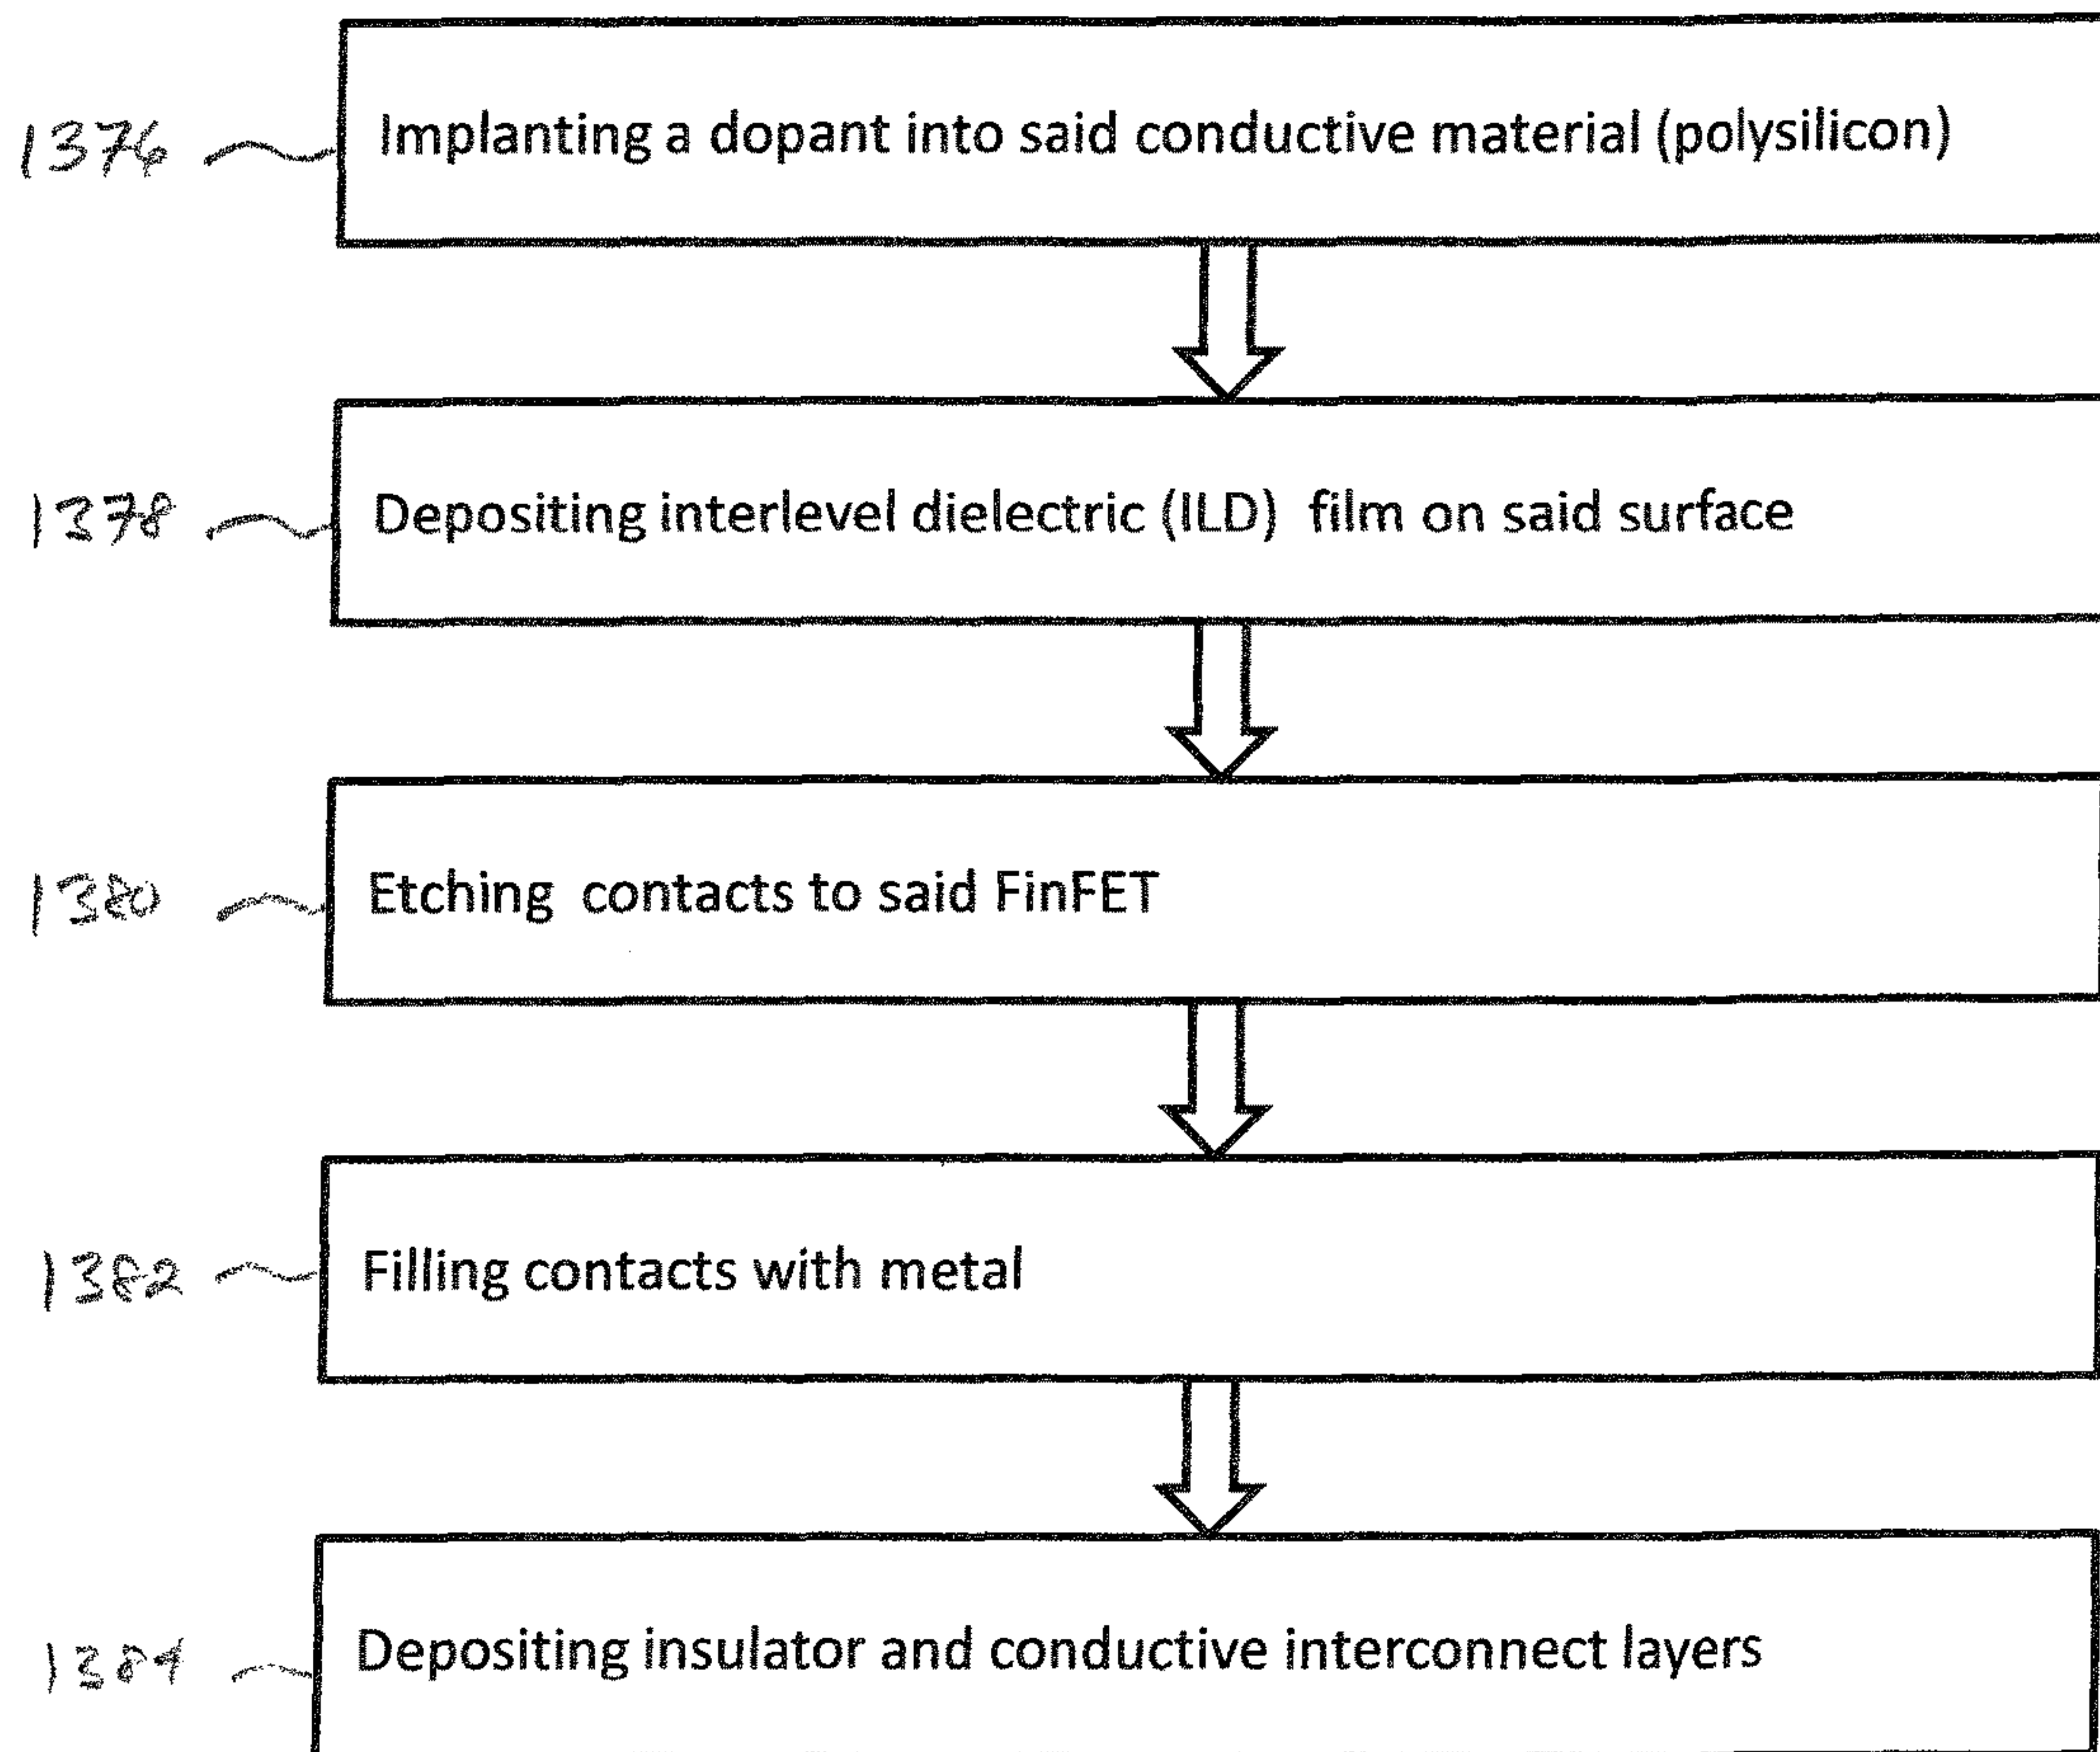 1376 Implanting a dopant into said conductive material (polysilicon)
1378 Depositing interlevel dielectric (ILD) film on said surface
1380 Etching contacts to said FinFET
1382 Filling contacts with metal
1384 Depositing insulator and conductive interconnect layers